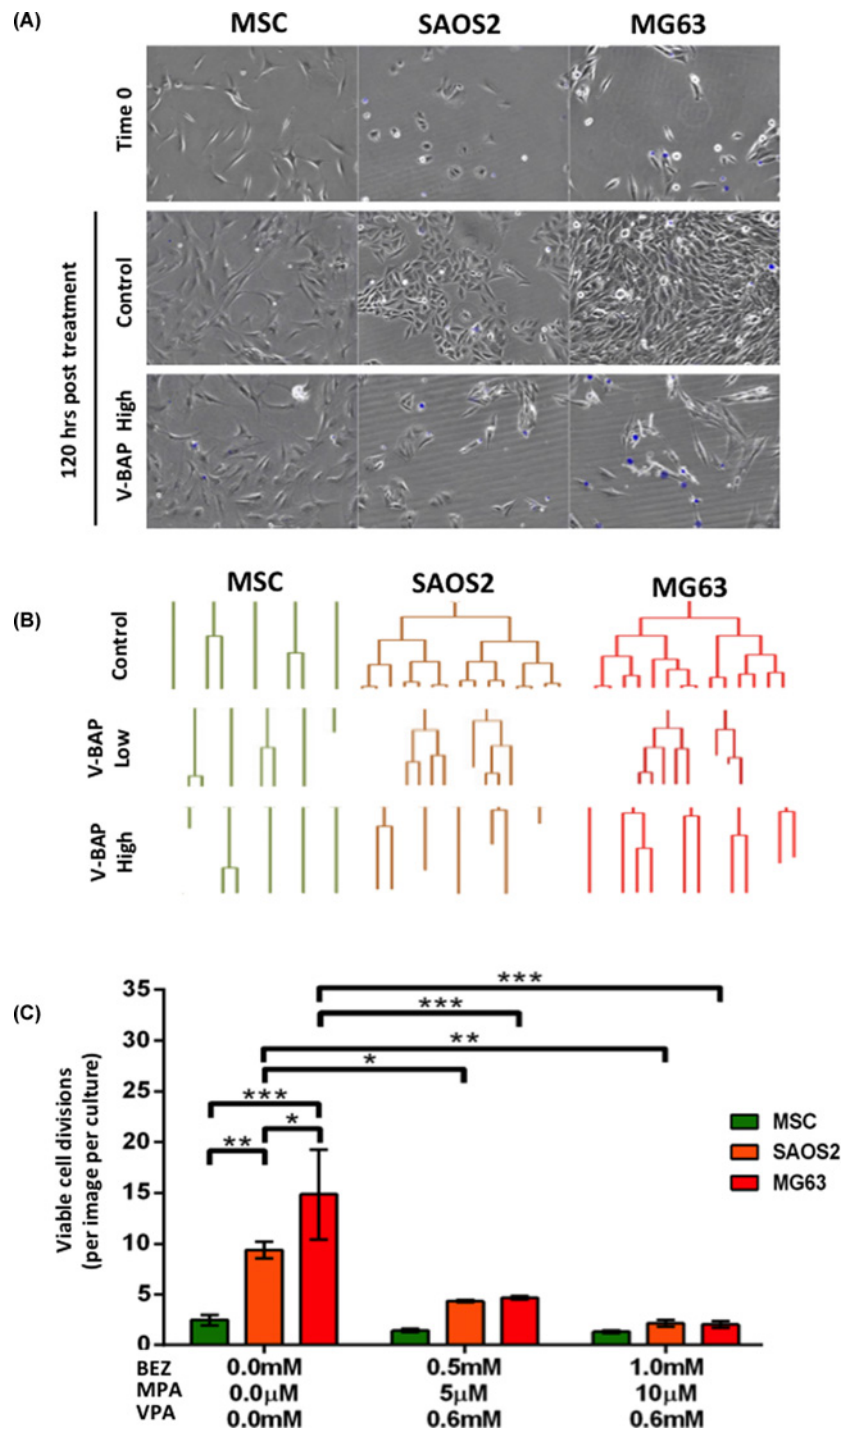 (A)
MSC SAOS2 MG63
Time 0
120 hrs post treatment
Control
V-BAP High
(B)
MSC SAOS2 MG63
Control
V-BAP
Low
V-BAP
High
(C)
Viable cell divisions
(per image per culture)
35
30
25
20
15
10
5
0
***
***
**
*
***
*
**
MSC
SAOS2
MG63
BEZ 0.0mM 0.5mM 1.0mM
MPA 0.0µM 5µM 10µM
VPA 0.0mM 0.6mM 0.6mM